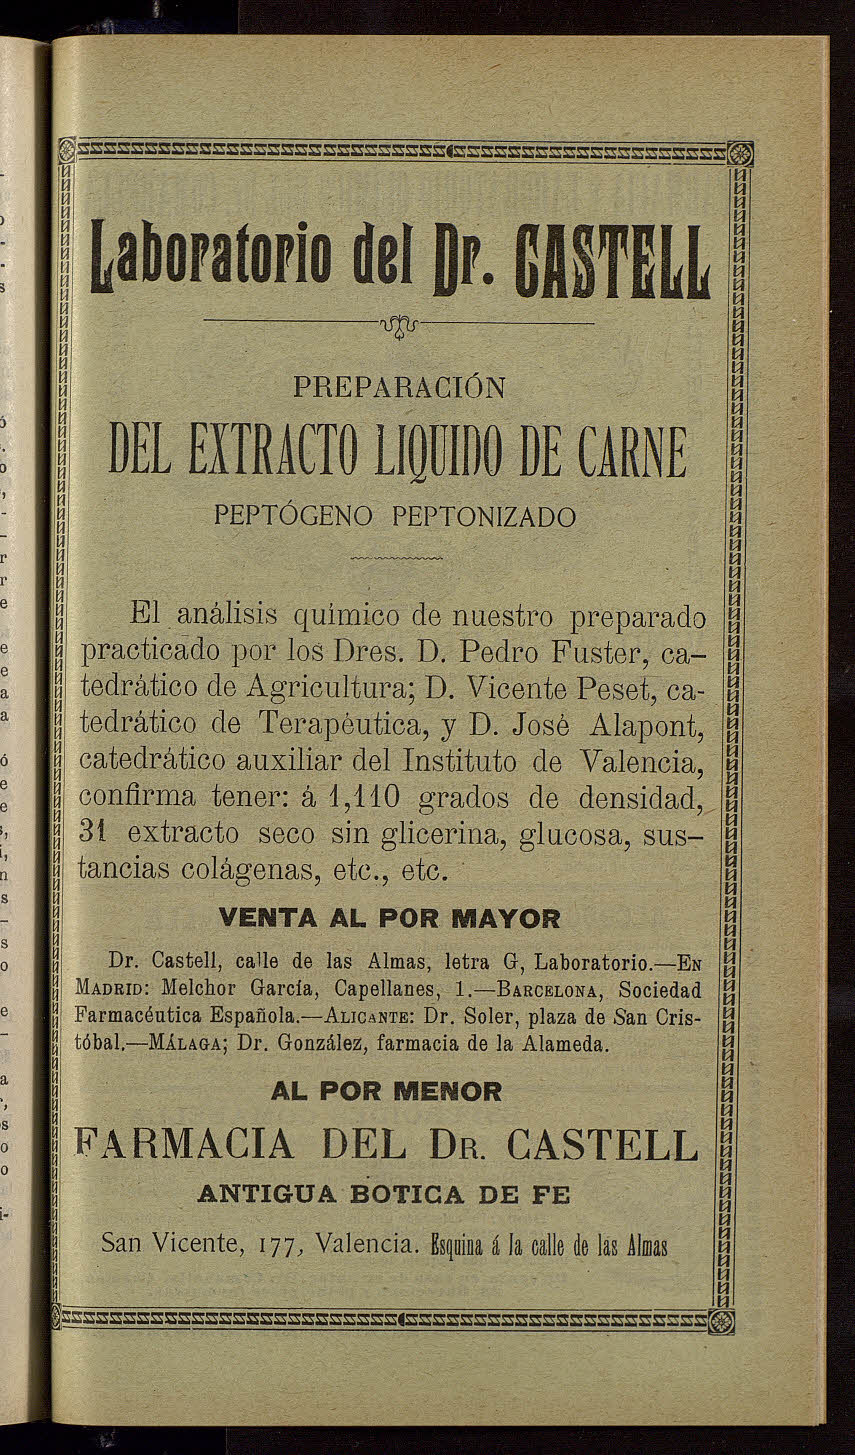 Laboratorio del Dr. CASTELL
PREPARACIÓN
DEL EXTRACTO LIQUIDO DE CARNE
PEPTÓGENO PEPTONIZADO
El análisis químico de nuestro preparado
practicado por los Dres. D. Pedro Fuster, ca-
tedrático de Agricultura; D. Vicente Peset, ca-
tedrático de Terapéutica, y D. José Alapont,
catedrático auxiliar del Instituto de Valencia,
confirma tener: á 1,110 grados de densidad,
31 extracto seco sin glicerina, glucosa, sus-
tancias colágenas, etc., etc.
VENTA AL POR MAYOR
Dr. Castell, calle de las Almas, letra G, Laboratorio.—EN
MADRID: Melchor García, Capellanes, 1.—BARCELONA, Sociedad
Farmacéutica Española.—ALICANTE: Dr. Soler, plaza de San Cris-
tóbal.—MÁLAGA; Dr. González, farmacia de la Alameda.
AL POR MENOR
FARMACIA DEL DR. CASTELL
ANTIGUA BOTICA DE FE
San Vicente, 177, Valencia. Esquina á la calle de las Almas